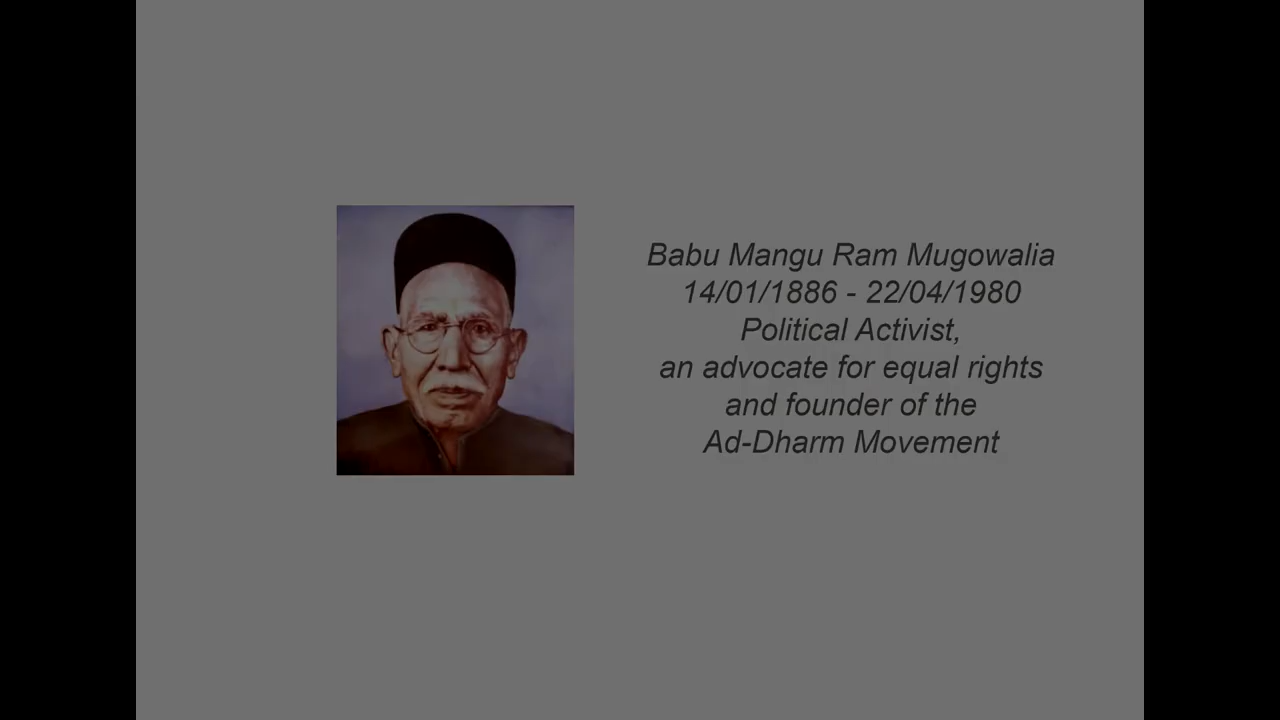 Babu Mangu Ram Mugowalia
14/01/1886 - 22/04/1980
Political Activist,
an advocate for equal rights
and founder of the
Ad-Dharm Movement